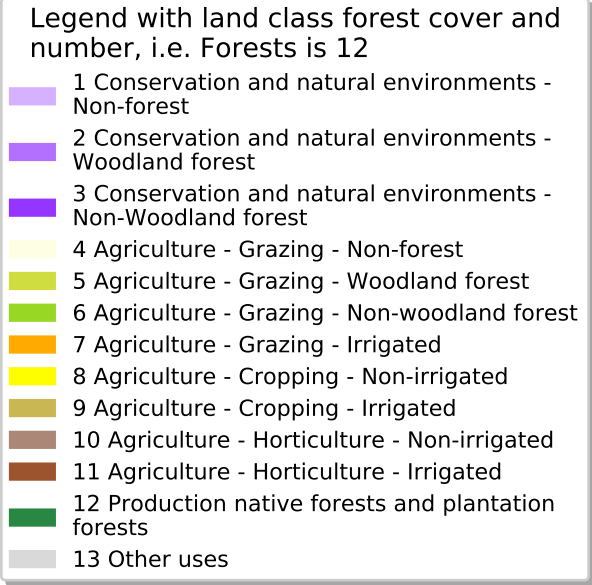 Legend with land class forest cover and
number, i.e. Forests is 12
1 Conservation and natural environments -
Non-forest
2 Conservation and natural environments -
Woodland forest
3 Conservation and natural environments -
Non-Woodland forest
4 Agriculture - Grazing - Non-forest
5 Agriculture - Grazing - Woodland forest
6 Agriculture - Grazing - Non-woodland forest
7 Agriculture - Grazing - Irrigated
8 Agriculture - Cropping - Non-irrigated
9 Agriculture - Cropping - Irrigated
10 Agriculture - Horticulture - Non-irrigated
11 Agriculture - Horticulture - Irrigated
12 Production native forests and plantation
forests
13 Other uses